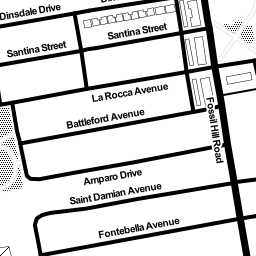 Dinsdale Drive
Santina Street
Santina Street
La Rocca Avenue
Battleford Avenue
Fossil Hill Road
Amparo Drive
Saint Damian Avenue
Fontebella Avenue